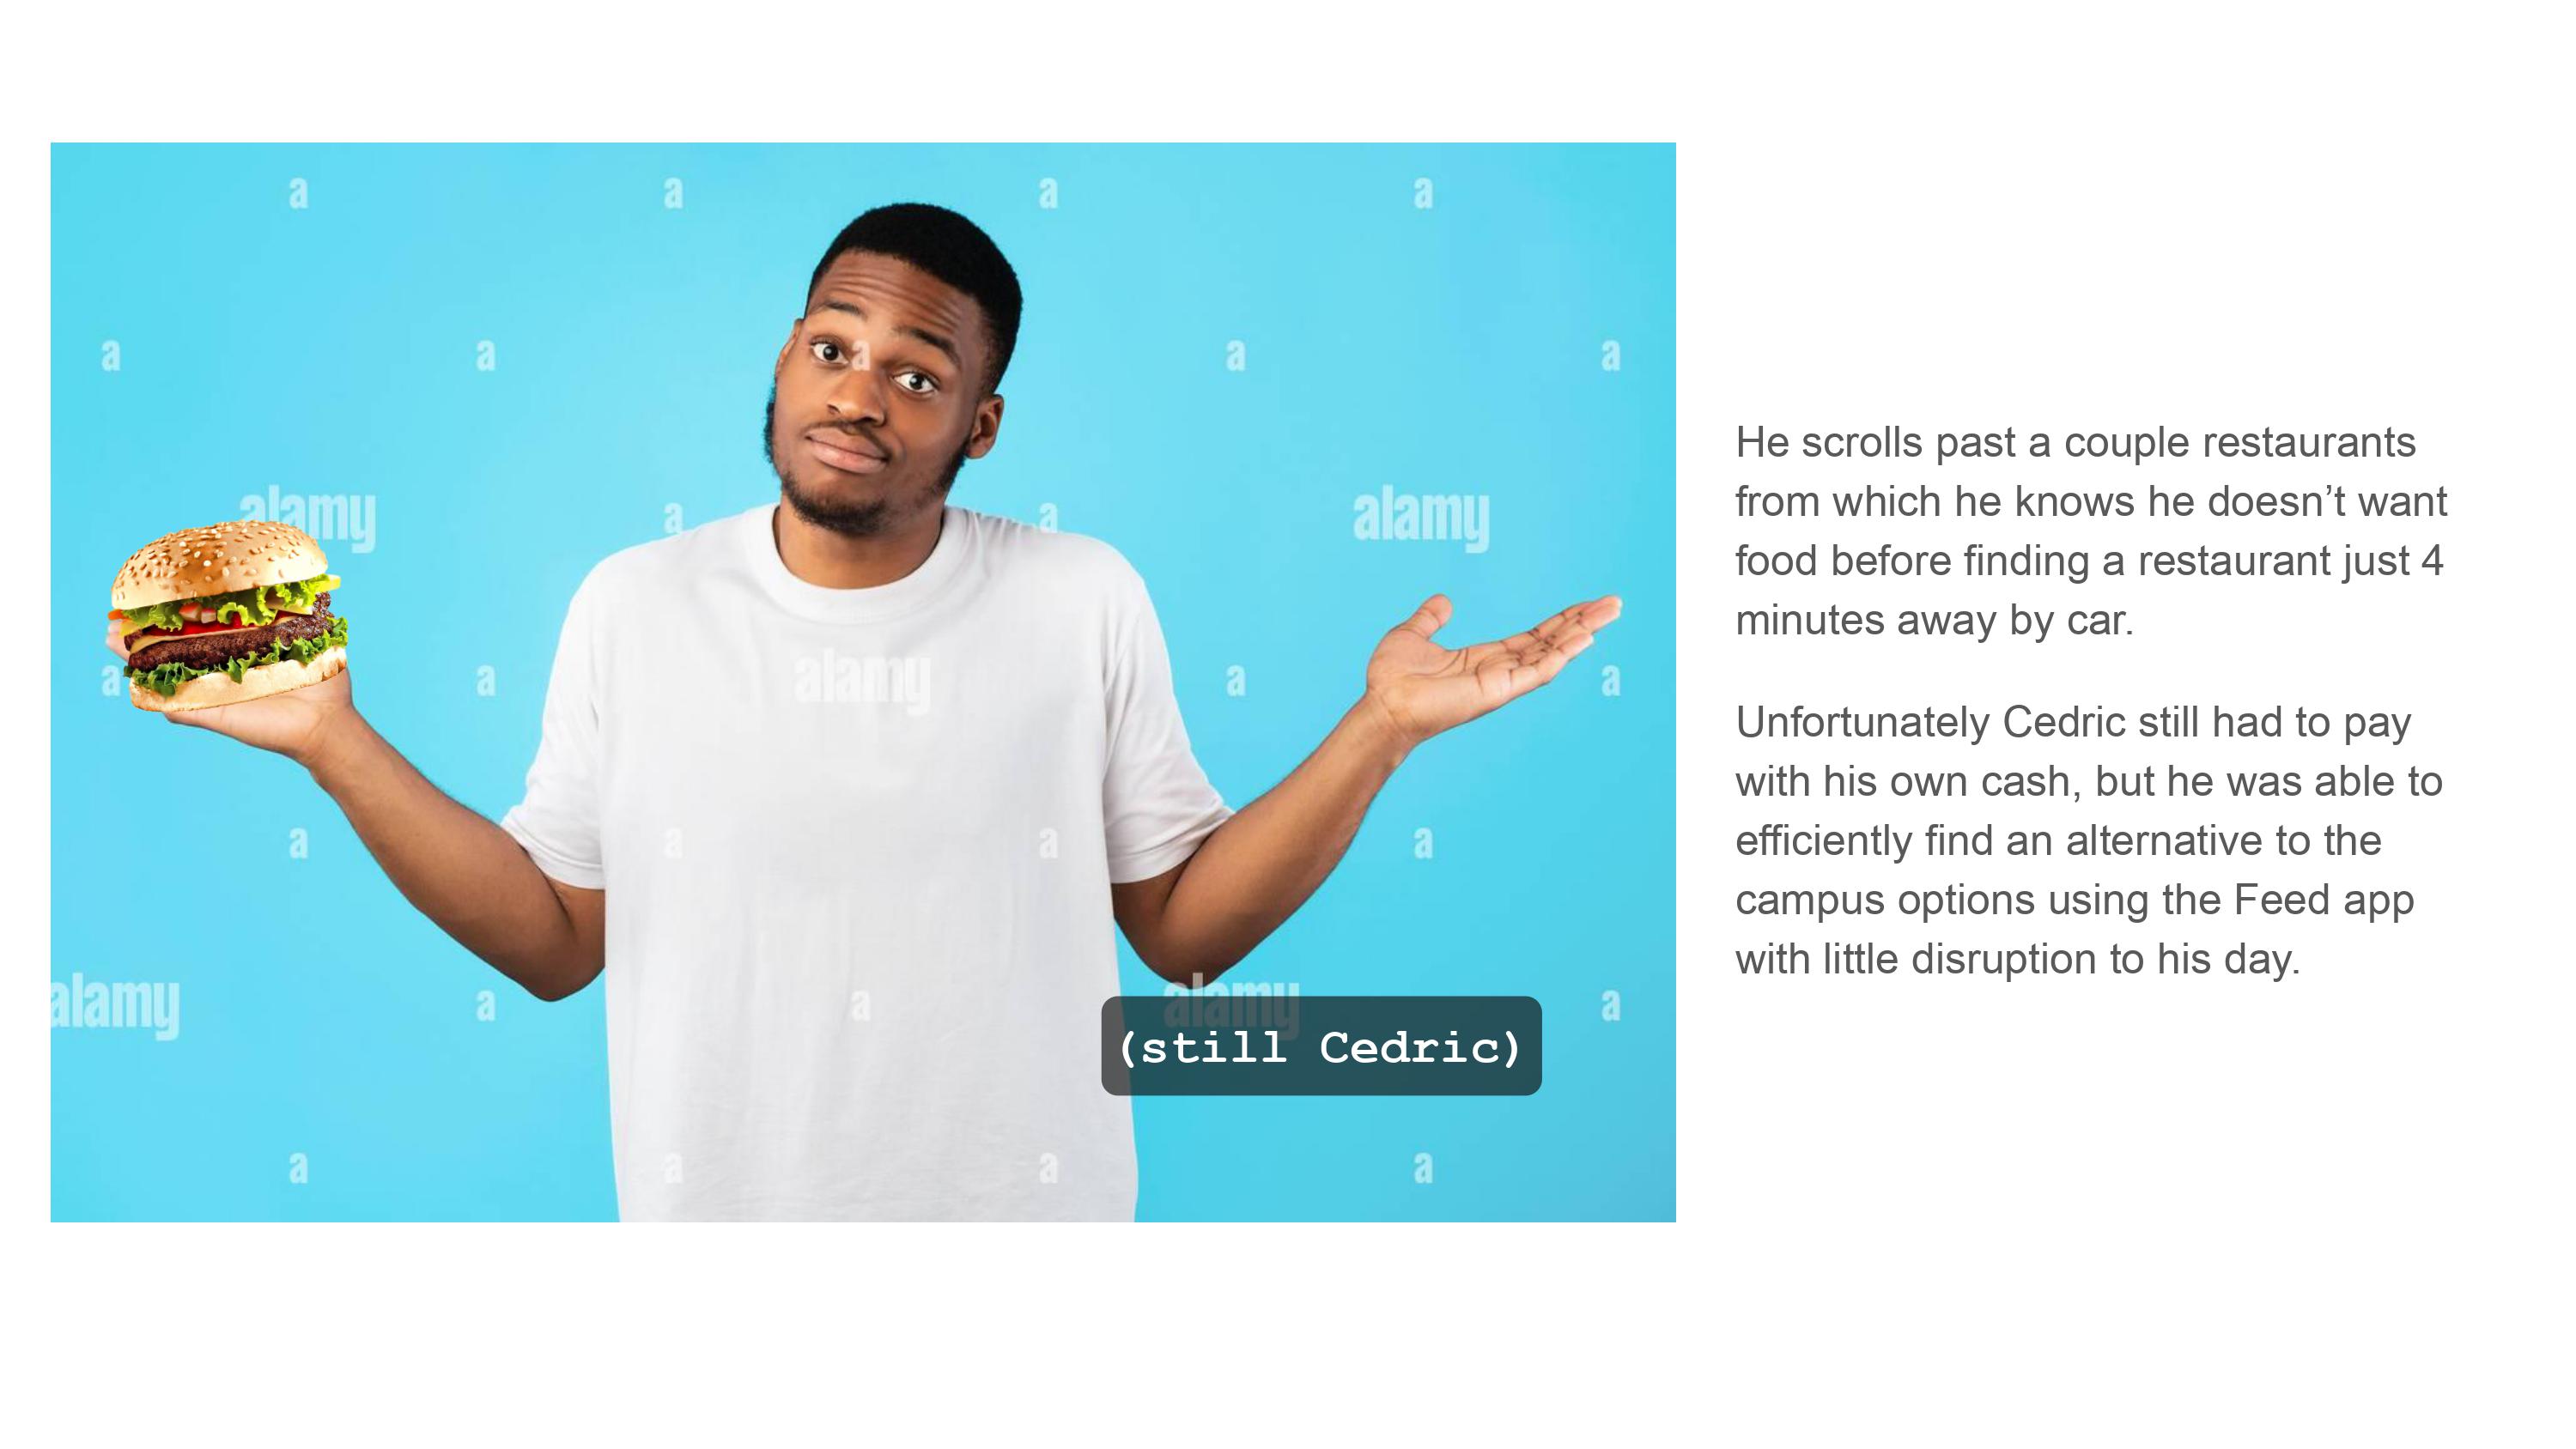 a a a a
a a a a a
alamy a a alamy
a a alamy a a
a a a a
alamy a a alamy a
(still Cedric)
a a a a
He scrolls past a couple restaurants
from which he knows he doesn’t want
food before finding a restaurant just 4
minutes away by car.
Unfortunately Cedric still had to pay
with his own cash, but he was able to
efficiently find an alternative to the
campus options using the Feed app
with little disruption to his day.